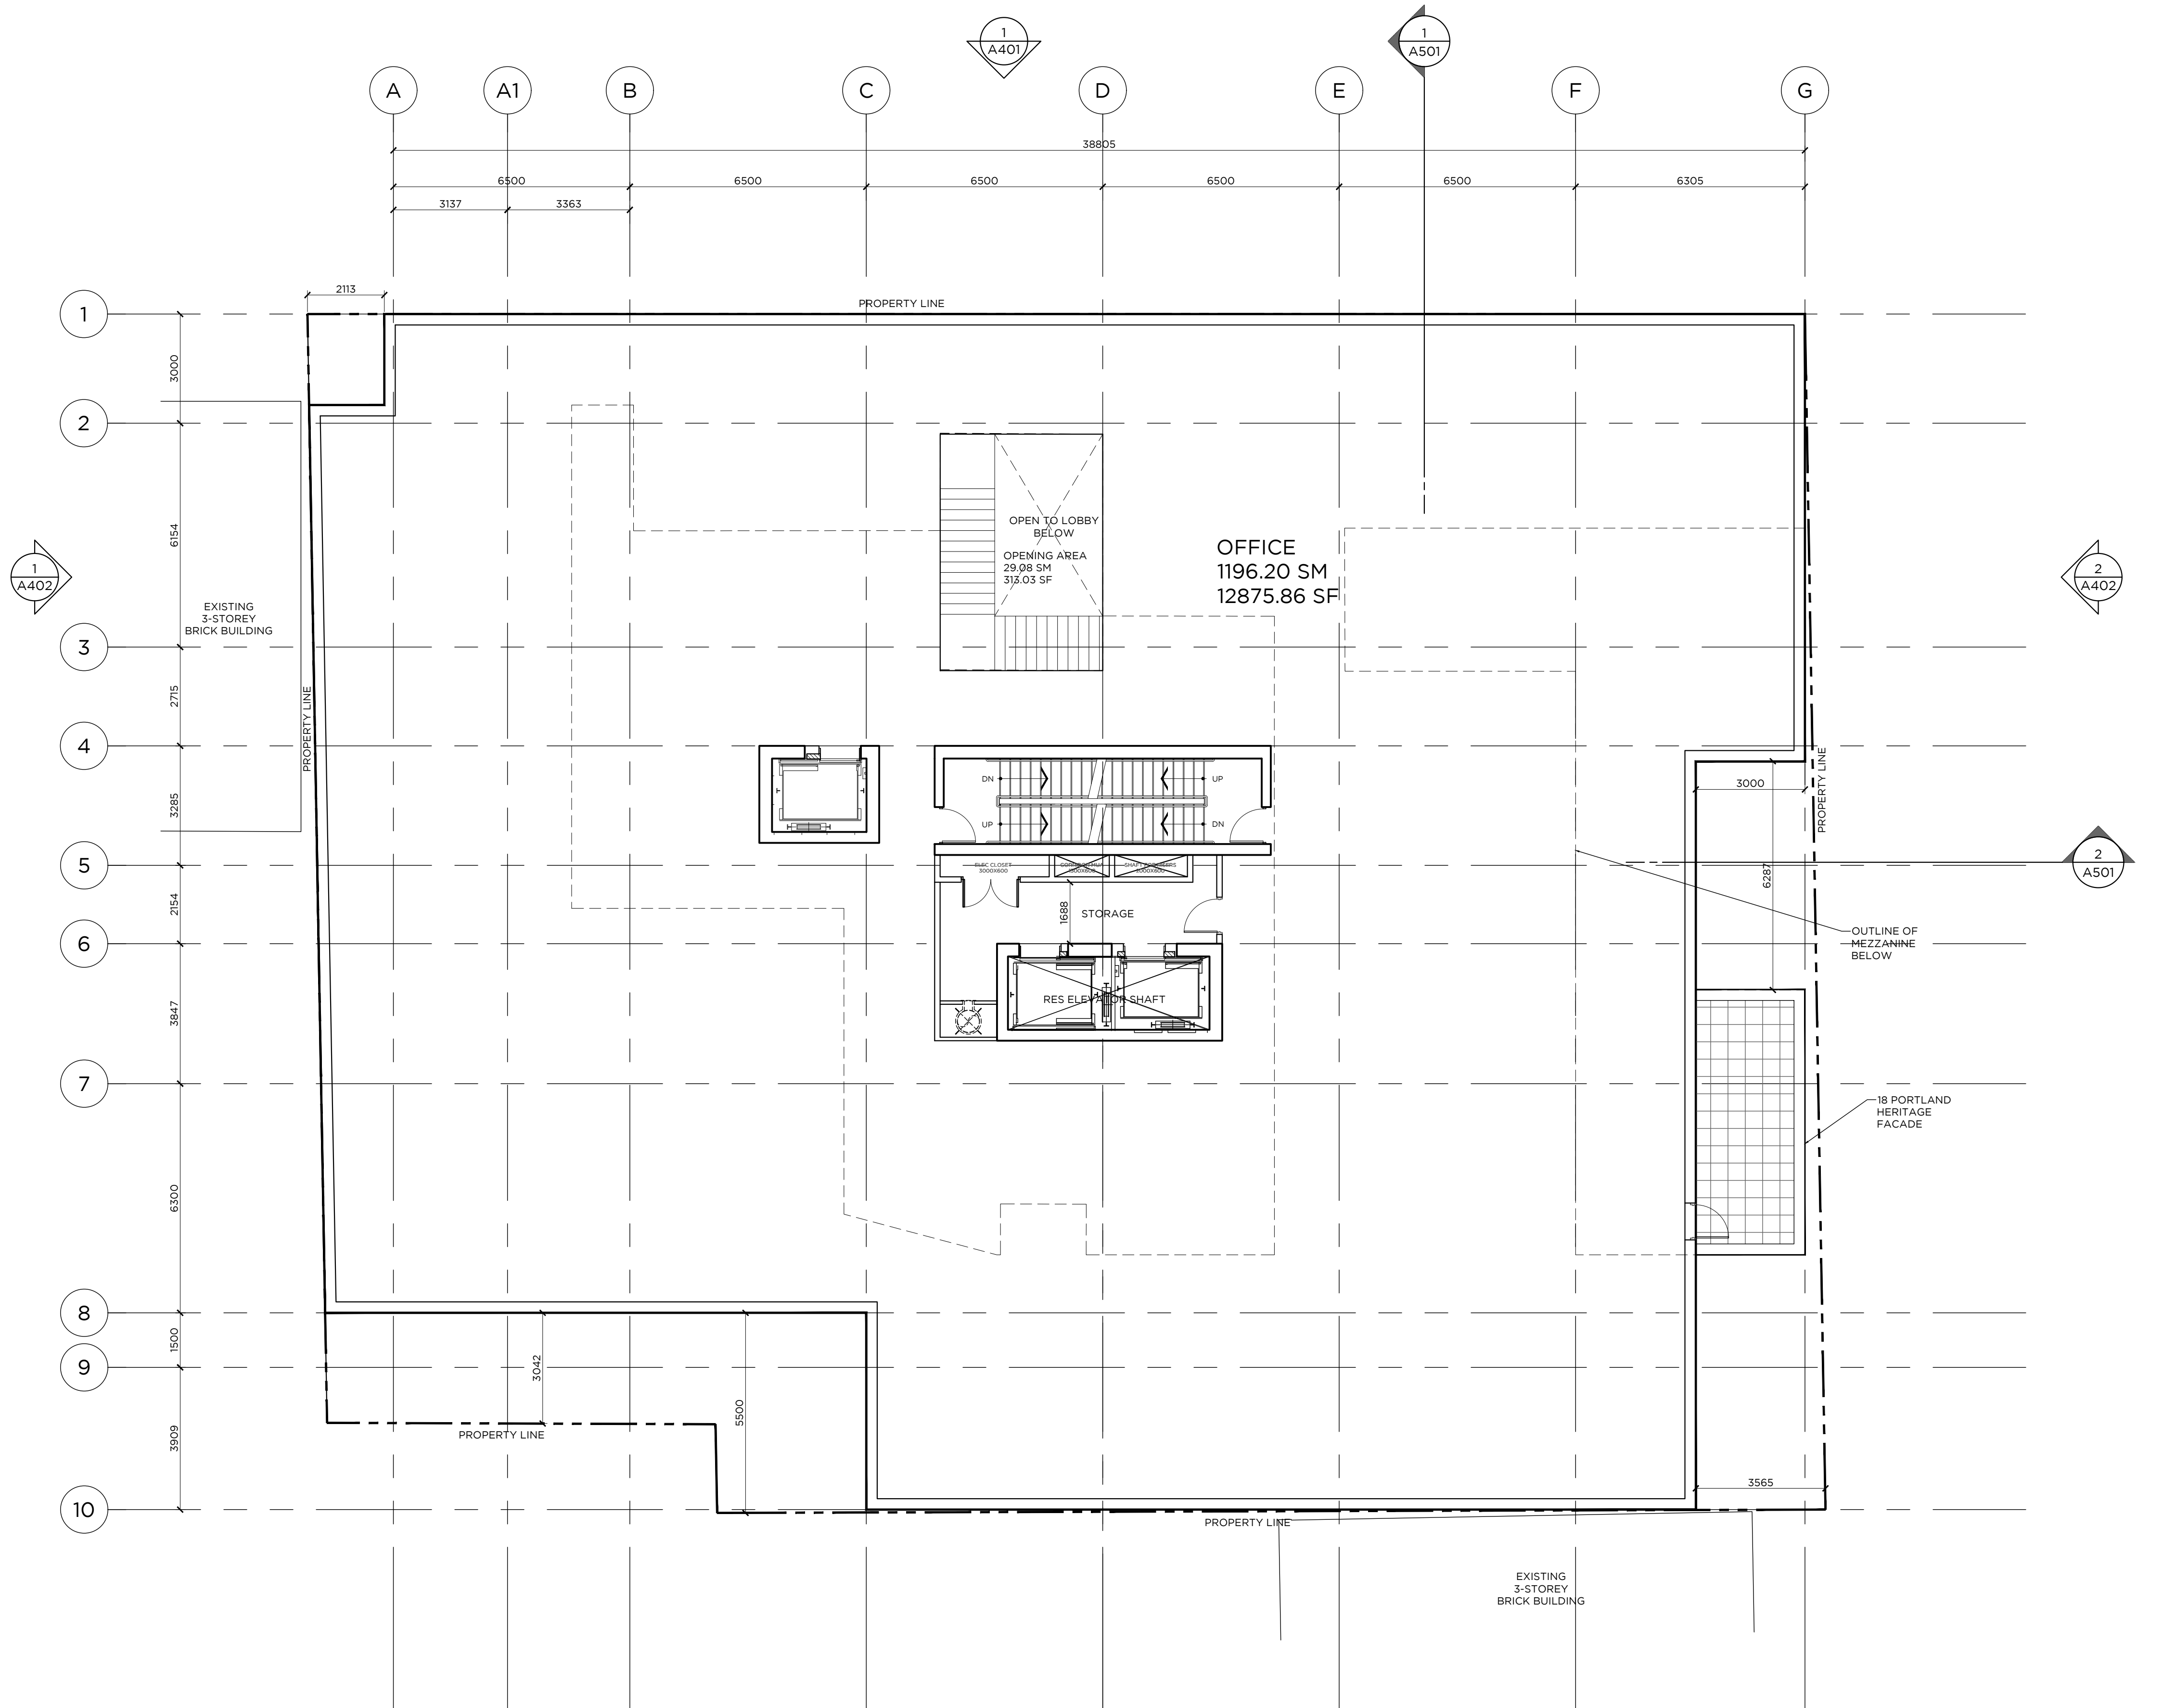 1
A401
1
A501
A
A1
B
C
D
E
F
G
38805
6500
6500
6500
6500
6500
6305
3137
3363
2113
PROPERTY LINE
1
3000
2
6154
OPEN TO LOBBY
BELOW
OPENING AREA
29.08 SM
313.03 SF
OFFICE
1196.20 SM
12875.86 SF
1
A402
2
A402
EXISTING
3-STOREY
BRICK BUILDING
3
2715
PROPERTY LINE
4
PROPERTY LINE
DN
UP
3000
3285
UP
DN
5
ELEC CLOSET
3000X600
2
A501
6287
2154
1688
STORAGE
OUTLINE OF
MEZZANINE
BELOW
6
3847
RES ELEVATOR SHAFT
7
18 PORTLAND
HERITAGE
FACADE
6300
8
1500
9
3042
5500
3909
PROPERTY LINE
3565
10
PROPERTY LINE
EXISTING
3-STOREY
BRICK BUILDING